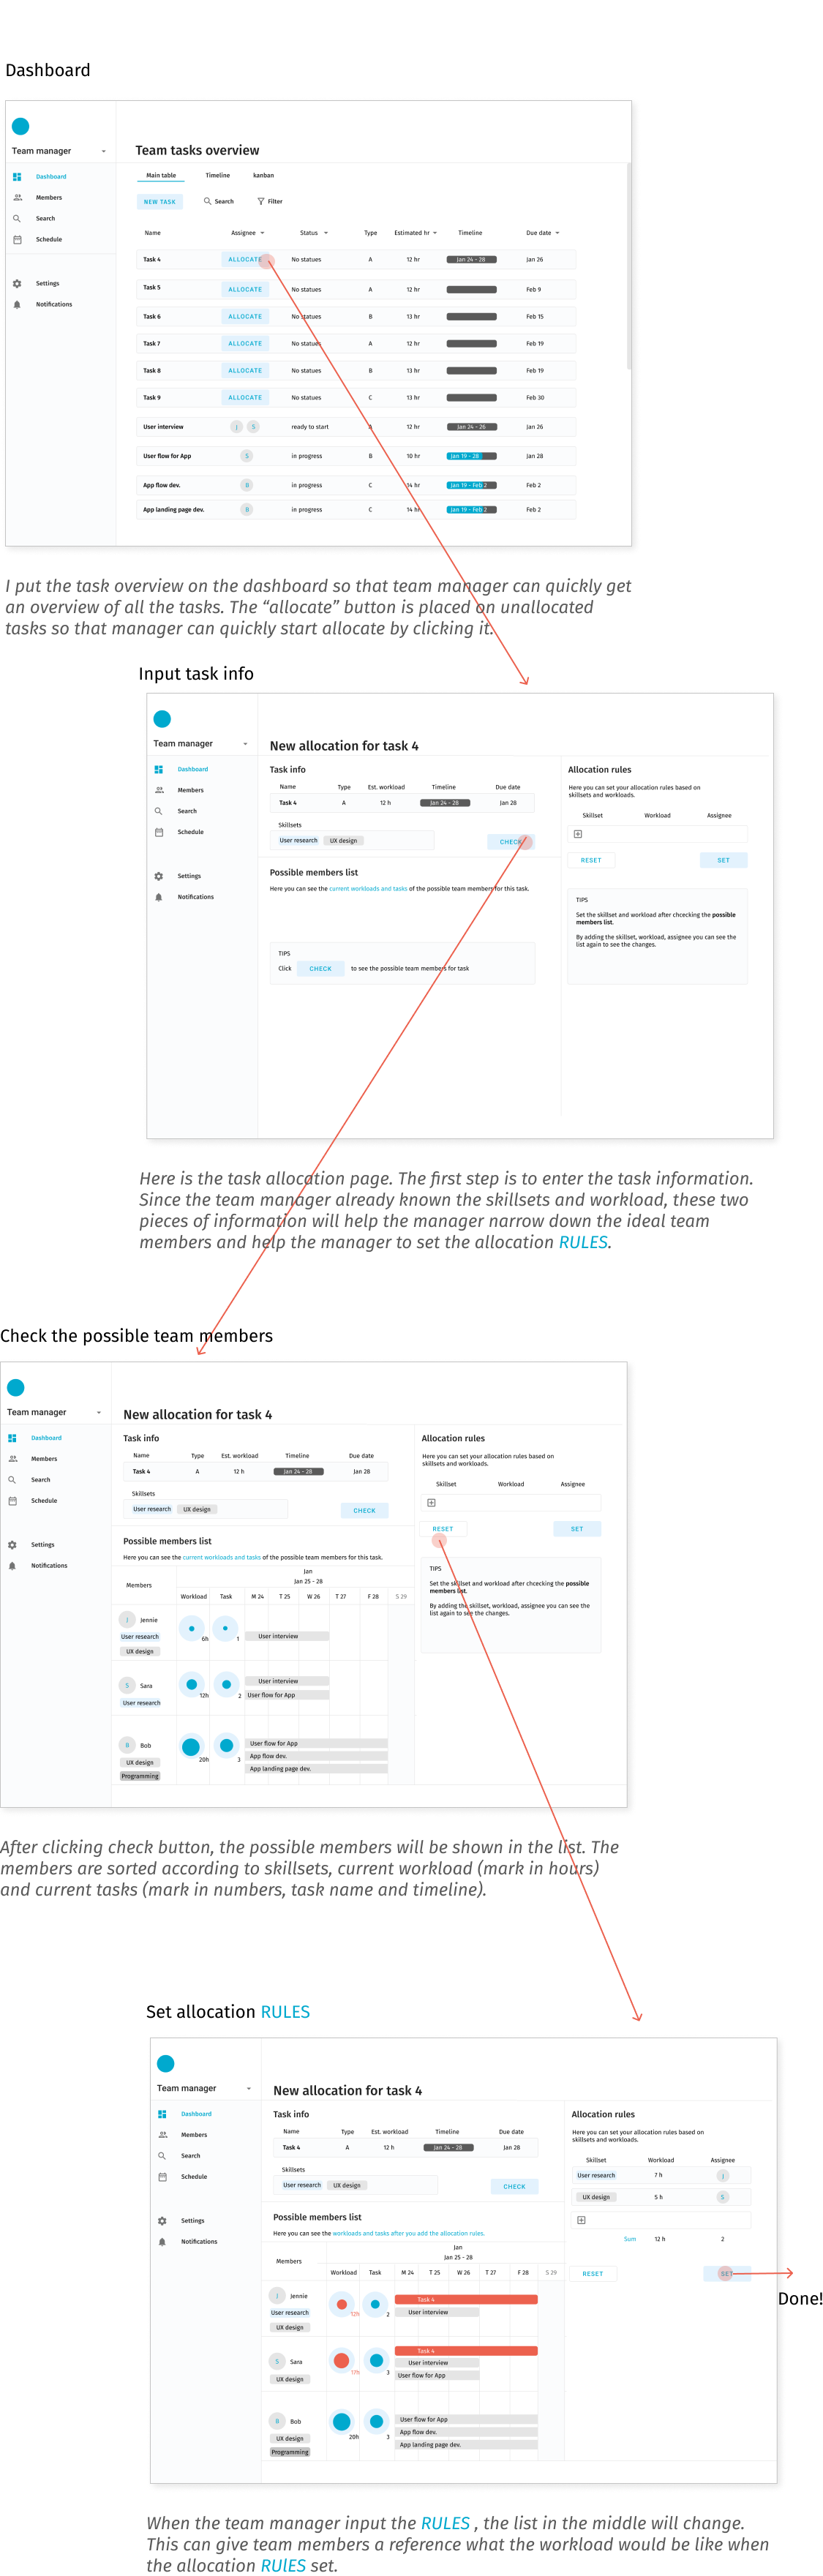 Dashboard
Team manager
Dashboard
Members
Search
Schedule
Settings
Notifications
Team tasks overview
Main table Timeline kanban
NEW TASK Search Filter
Name Assignee Status Type Estimated hr Timeline Due date
Task 4 ALLOCATE No statues A 12 hr Jan 24 - 28 Jan 26
Task 5 ALLOCATE No statues A 12 hr Feb 9
Task 6 ALLOCATE No statues B 13 hr Feb 15
Task 7 ALLOCATE No statues A 12 hr Feb 19
Task 8 ALLOCATE No statues B 13 hr Feb 19
Task 9 ALLOCATE No statues C 13 hr Feb 30
User interview J S ready to start A 12 hr Jan 24 - 26 Jan 26
User flow for App S in progress B 10 hr Jan 19 - 28 Jan 28
App flow dev. B in progress C 14 hr Jan 19 - Feb 2 Feb 2
App landing page dev. B in progress C 14 hr Jan 19 - Feb 2 Feb 2
I put the task overview on the dashboard so that team manager can quickly get
an overview of all the tasks. The “allocate” button is placed on unallocated
tasks so that manager can quickly start allocate by clicking it.
Input task info
Team manager
Dashboard
Members
Search
Schedule
Settings
Notifications
New allocation for task 4
Task info
Name Type Est. workload Timeline Due date
Task 4 A 12 h Jan 24 - 28 Jan 28
Skillsets
User research UX design CHECK
Possible members list
Here you can see the current workloads and tasks of the possible team members for this task.
TIPS
Click CHECK to see the possible team members for task
Allocation rules
Here you can set your allocation rules based on
skillsets and workloads.
Skillset Workload Assignee
RESET SET
TIPS
Set the skillset and workload after chcecking the possible
members list.
By adding the skillset, workload, assignee you can see the
list again to see the changes.
Here is the task allocation page. The first step is to enter the task information.
Since the team manager already known the skillsets and workload, these two
pieces of information will help the manager narrow down the ideal team
members and help the manager to set the allocation RULES.
Check the possible team members
Team manager
Dashboard
Members
Search
Schedule
Settings
Notifications
New allocation for task 4
Task info
Name Type Est. workload Timeline Due date
Task 4 A 12 h Jan 24 - 28 Jan 28
Skillsets
User research UX design CHECK
Possible members list
Here you can see the current workloads and tasks of the possible team members for this task.
Jan
Jan 25 - 28
Members Workload Task M 24 T 25 W 26 T 27 F 28 S 29
J Jennie
User research
UX design
6h 1 User interview
S Sara
User research
12h 2 User interview
User flow for App
B Bob
UX design
Programming
20h 3 User flow for App
App flow dev.
App landing page dev.
Allocation rules
Here you can set your allocation rules based on
skillsets and workloads.
Skillset Workload Assignee
RESET SET
TIPS
Set the skillset and workload after chcecking the possible
members list.
By adding the skillset, workload, assignee you can see the
list again to see the changes.
After clicking check button, the possible members will be shown in the list. The
members are sorted according to skillsets, current workload (mark in hours)
and current tasks (mark in numbers, task name and timeline).
Set allocation RULES
Team manager
Dashboard
Members
Search
Schedule
Settings
Notifications
New allocation for task 4
Task info
Name Type Est. workload Timeline Due date
Task 4 A 12 h Jan 24 - 28 Jan 28
Skillsets
User research UX design CHECK
Possible members list
Here you can see the workloads and tasks after you add the allocation rules.
Jan
Jan 25 - 28
Members Workload Task M 24 T 25 W 26 T 27 F 28 S 29
J Jennie
User research
UX design
12h 2 Task 4
User interview
S Sara
UX design
17h 3 Task 4
User interview
User flow for App
B Bob
UX design
Programming
20h 3 User flow for App
App flow dev.
App landing page dev.
Allocation rules
Here you can set your allocation rules based on
skillsets and workloads.
Skillset Workload Assignee
User research 7 h J
UX design 5 h S
Sum 12 h 2
RESET SET
Done!
When the team manager input the RULES , the list in the middle will change.
This can give team members a reference what the workload would be like when
the allocation RUlES set.